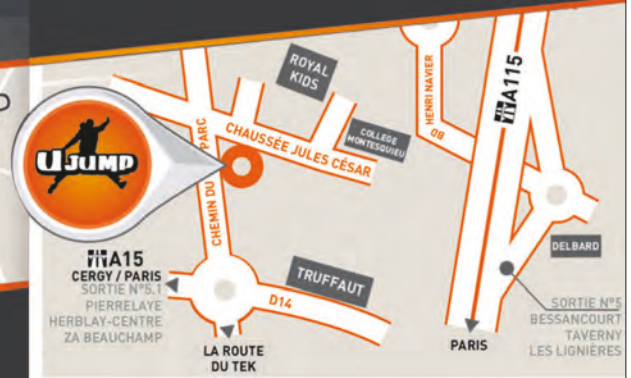 UJUMP
ROYAL
KIDS
CHAUSSÉE JULES CÉSAR
COLLEGE
MONTESQUIEU
CHEMIN DU PARC
BD HENRI NAVIER
A115
DELBARD
A15
CERGY / PARIS
SORTIE N°5.1
PIERRELAYE
HERBLAY-CENTRE
ZA BEAUCHAMP
TRUFFAUT
D14
LA ROUTE
DU TEK
PARIS
SORTIE N°5
BESSANCOURT
TAVERNY
LES LIGNIÈRES